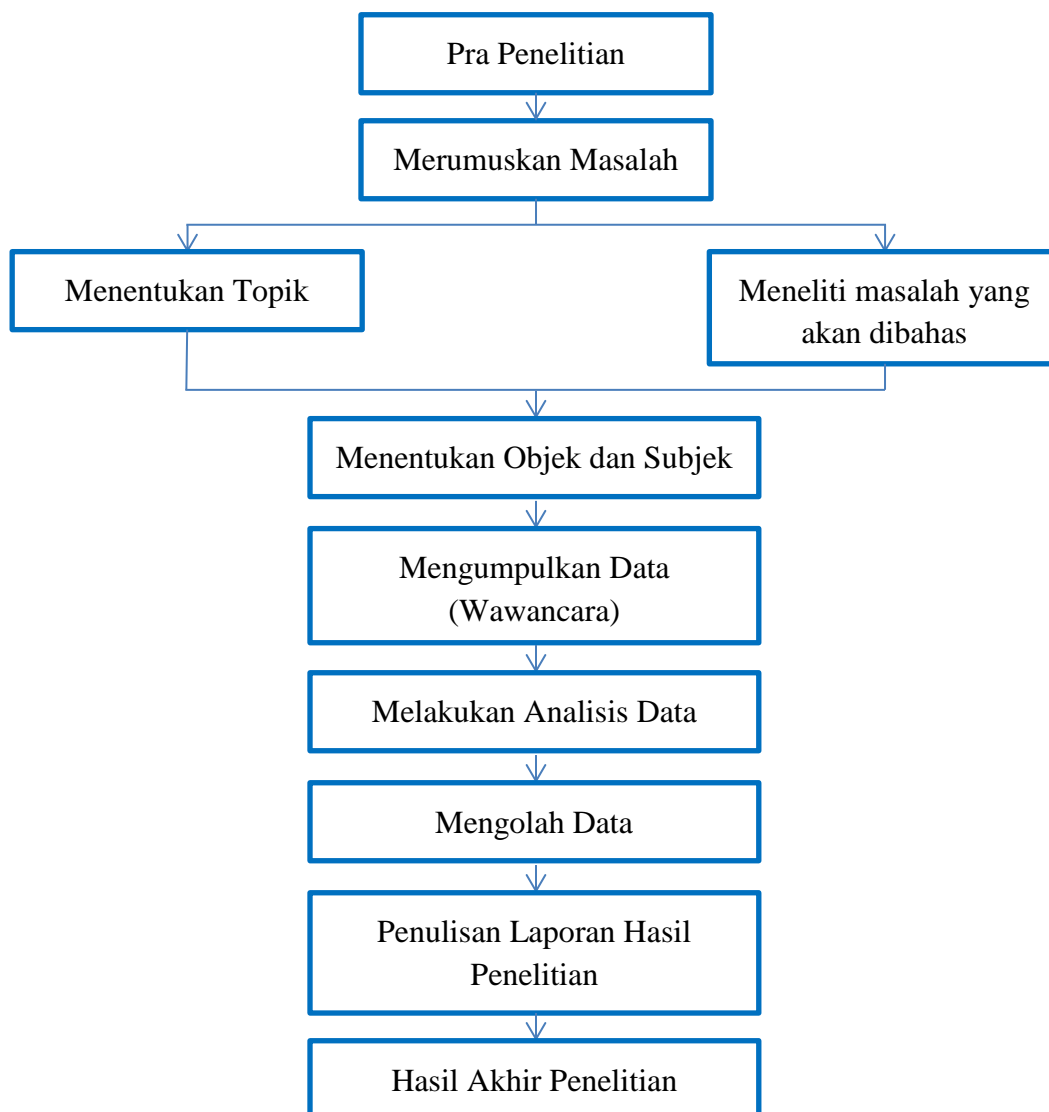 Pra Penelitian
Merumuskan Masalah
Menentukan Topik
Meneliti masalah yang
akan dibahas
Menentukan Objek dan Subjek
Mengumpulkan Data
(Wawancara)
Melakukan Analisis Data
Mengolah Data
Penulisan Laporan Hasil
Penelitian
Hasil Akhir Penelitian